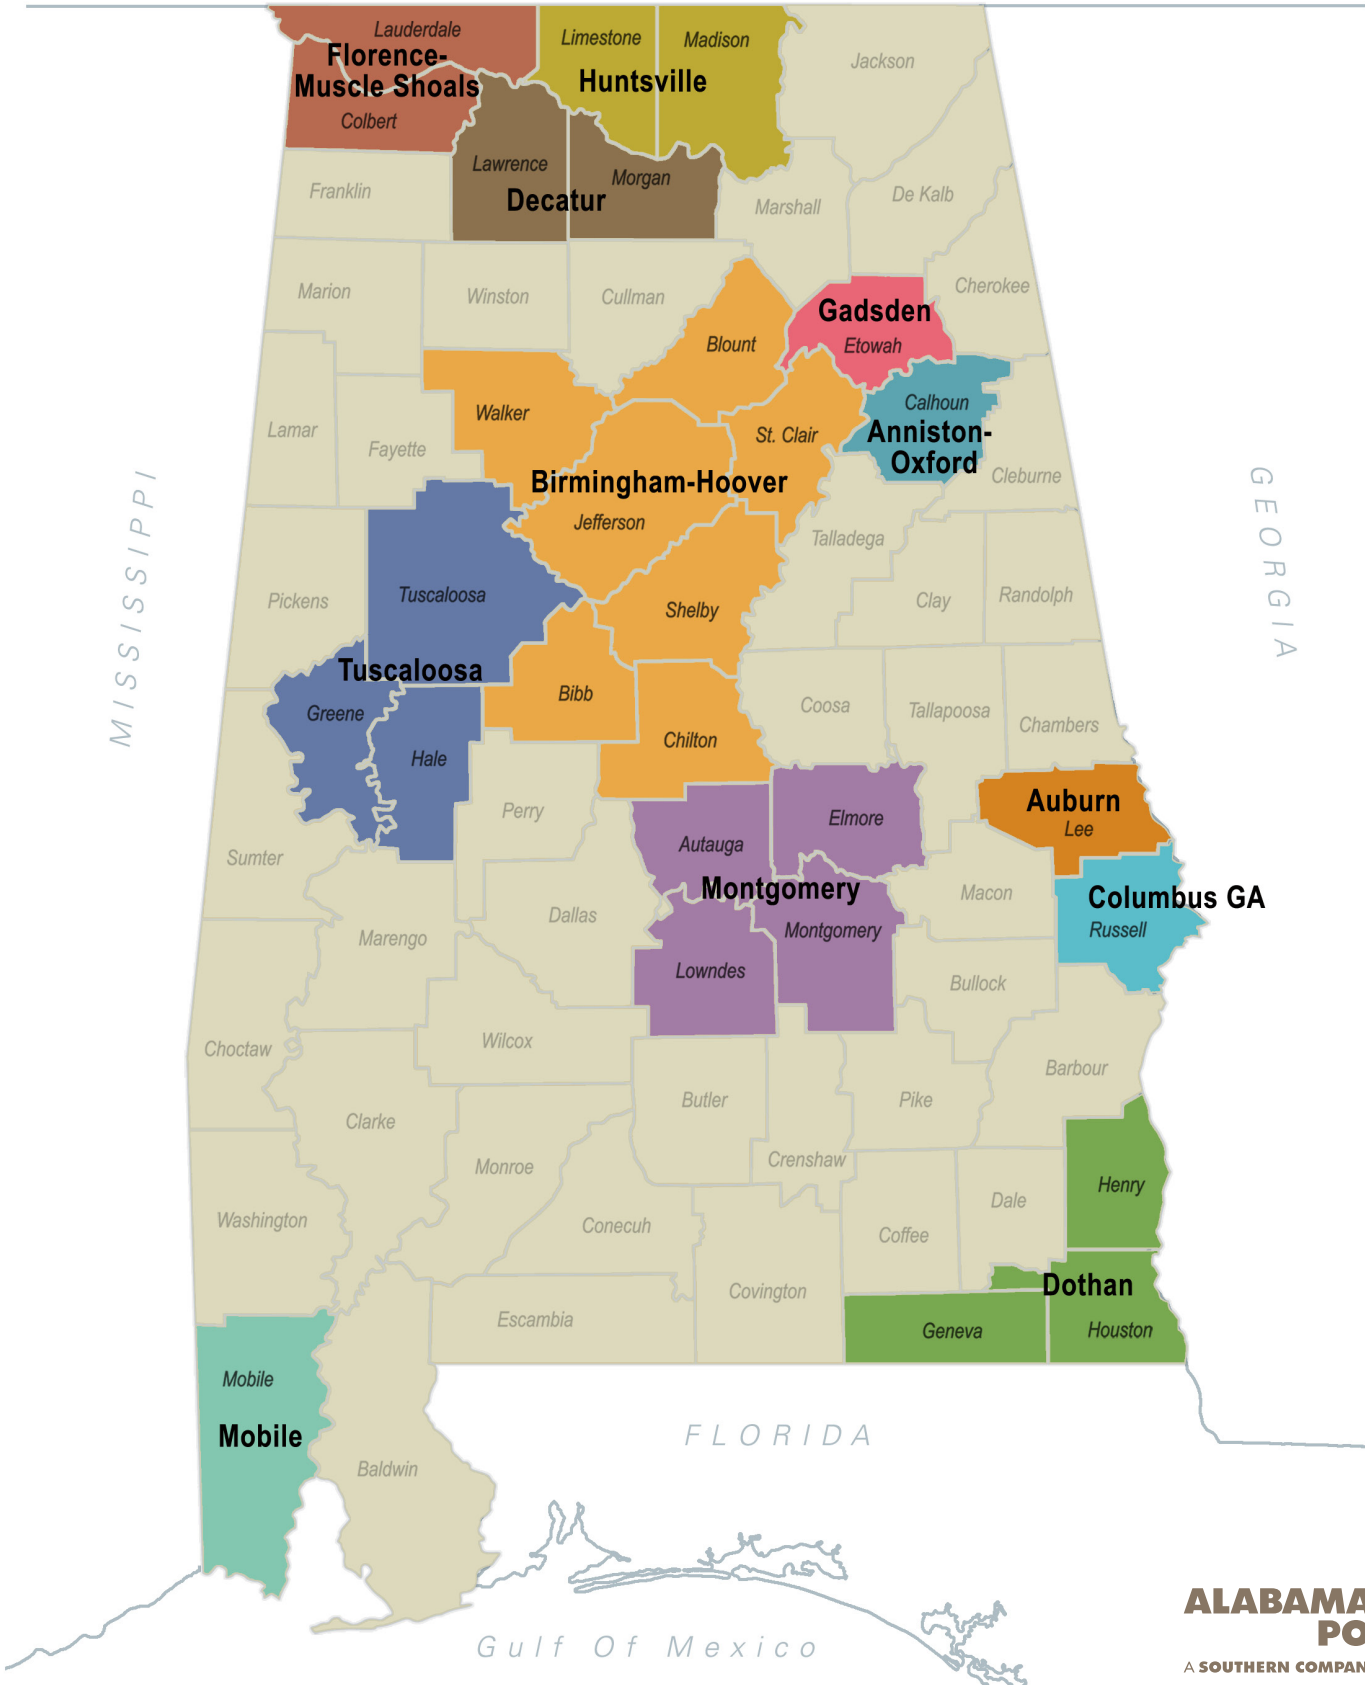 Lauderdale
Florence-
Muscle Shoals
Colbert
Limestone
Madison
Huntsville
Jackson
Lawrence
Morgan
Decatur
Franklin
Marshall
De Kalb
Cherokee
Marion
Winston
Cullman
Blount
Gadsden
Etowah
Calhoun
Anniston-
Oxford
Walker
St. Clair
Lamar
Fayette
Birmingham-Hoover
Jefferson
Cleburne
Talladega
MISSISSIPPI
GEORGIA
Pickens
Tuscaloosa
Shelby
Clay
Randolph
Tuscaloosa
Greene
Bibb
Coosa
Tallapoosa
Chambers
Hale
Chilton
Perry
Elmore
Autauga
Auburn
Lee
Sumter
Montgomery
Macon
Columbus GA
Russell
Dallas
Marengo
Montgomery
Lowndes
Bullock
Choctaw
Wilcox
Barbour
Clarke
Butler
Pike
Monroe
Crenshaw
Henry
Washington
Conecuh
Coffee
Dale
Covington
Dothan
Escambia
Geneva
Houston
Mobile
Mobile
Baldwin
FLORIDA
Gulf Of Mexico
ALABAMA
PO
A SOUTHERN COMPAN